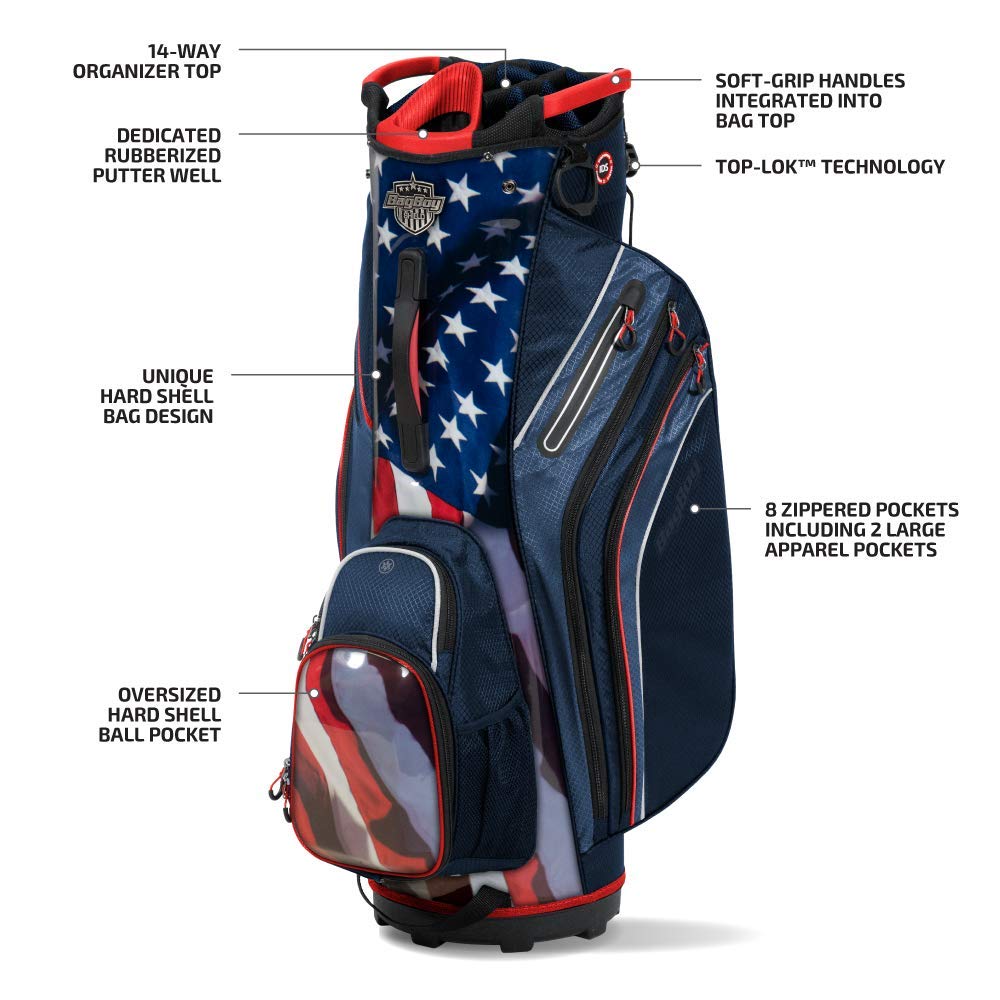 14-WAY
ORGANIZER TOP
SOFT-GRIP HANDLES
INTEGRATED INTO
BAG TOP
DEDICATED
RUBBERIZED
PUTTER WELL
TOP-LOK™ TECHNOLOGY
BagBoy
UNIQUE
HARD SHELL
BAG DESIGN
8 ZIPPERED POCKETS
INCLUDING 2 LARGE
APPAREL POCKETS
BagBoy
OVERSIZED
HARD SHELL
BALL POCKET